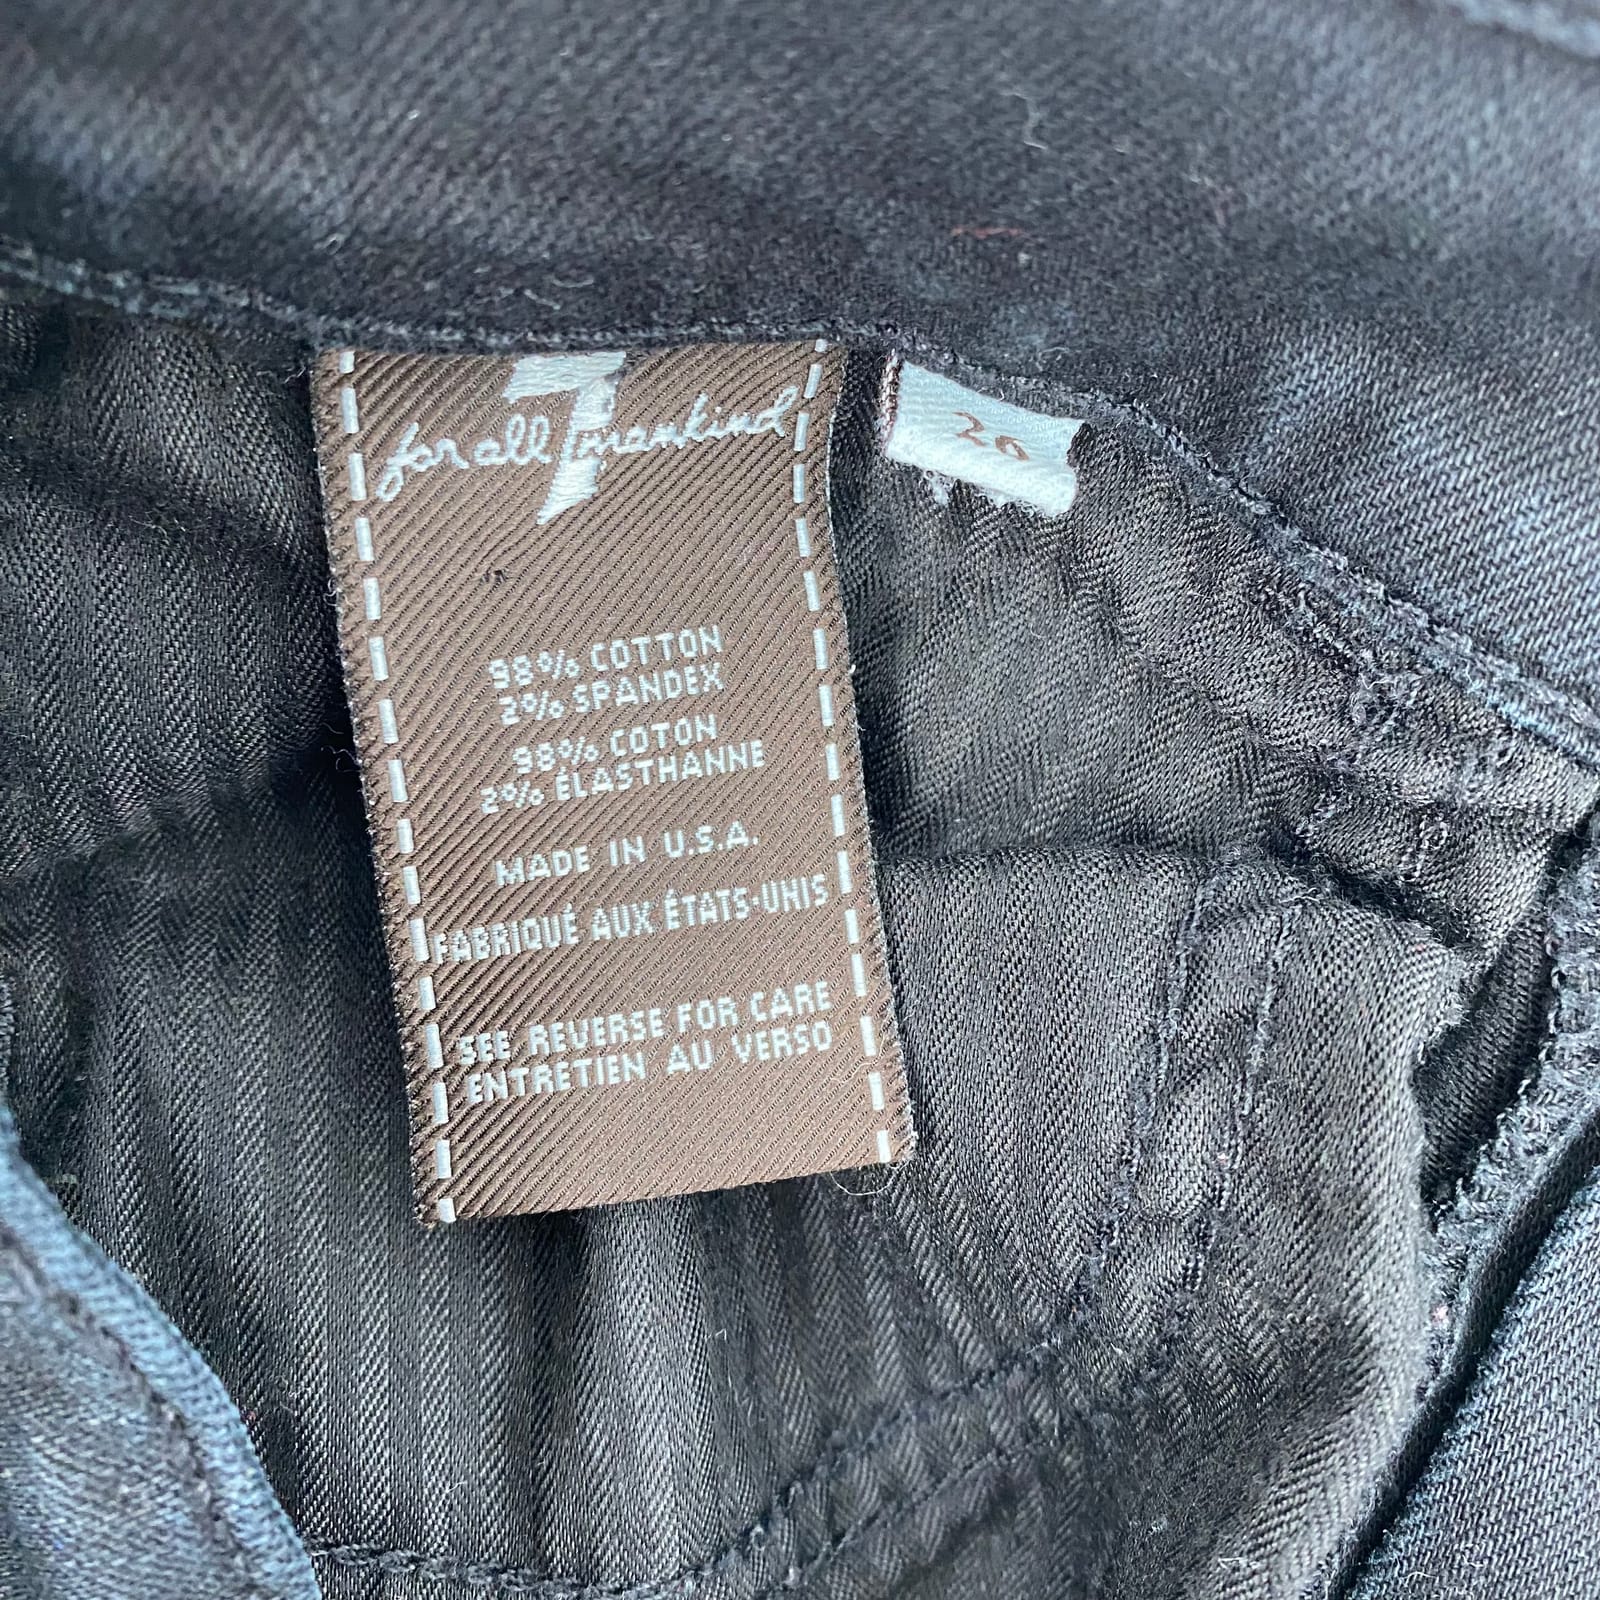 for all 7 mankind
26
98% COTTON
2% SPANDEX
98% COTON
2% ÉLASTHANNE
MADE IN U.S.A.
FABRIQUÉ AUX ÉTATS-UNIS
SEE REVERSE FOR CARE
ENTRETIEN AU VERSO